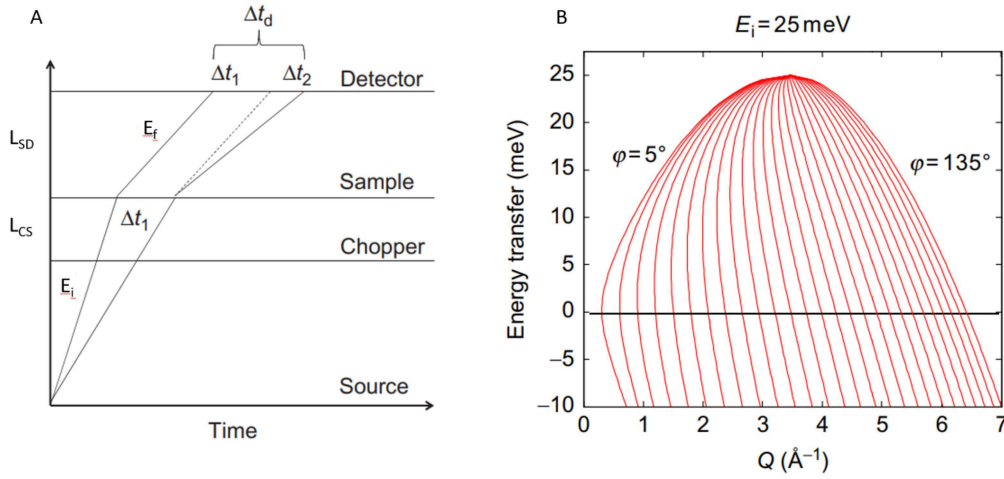 A
Δt_d
Δt_1
Δt_2
Detector
L_SD
E_f
Sample
L_CS
Δt_1
Chopper
E_i
Source
Time
B
E_i = 25 meV
Energy transfer (meV)
25
20
15
10
5
0
−5
−10
φ = 5°
φ = 135°
0 1 2 3 4 5 6 7
Q (Å⁻¹)